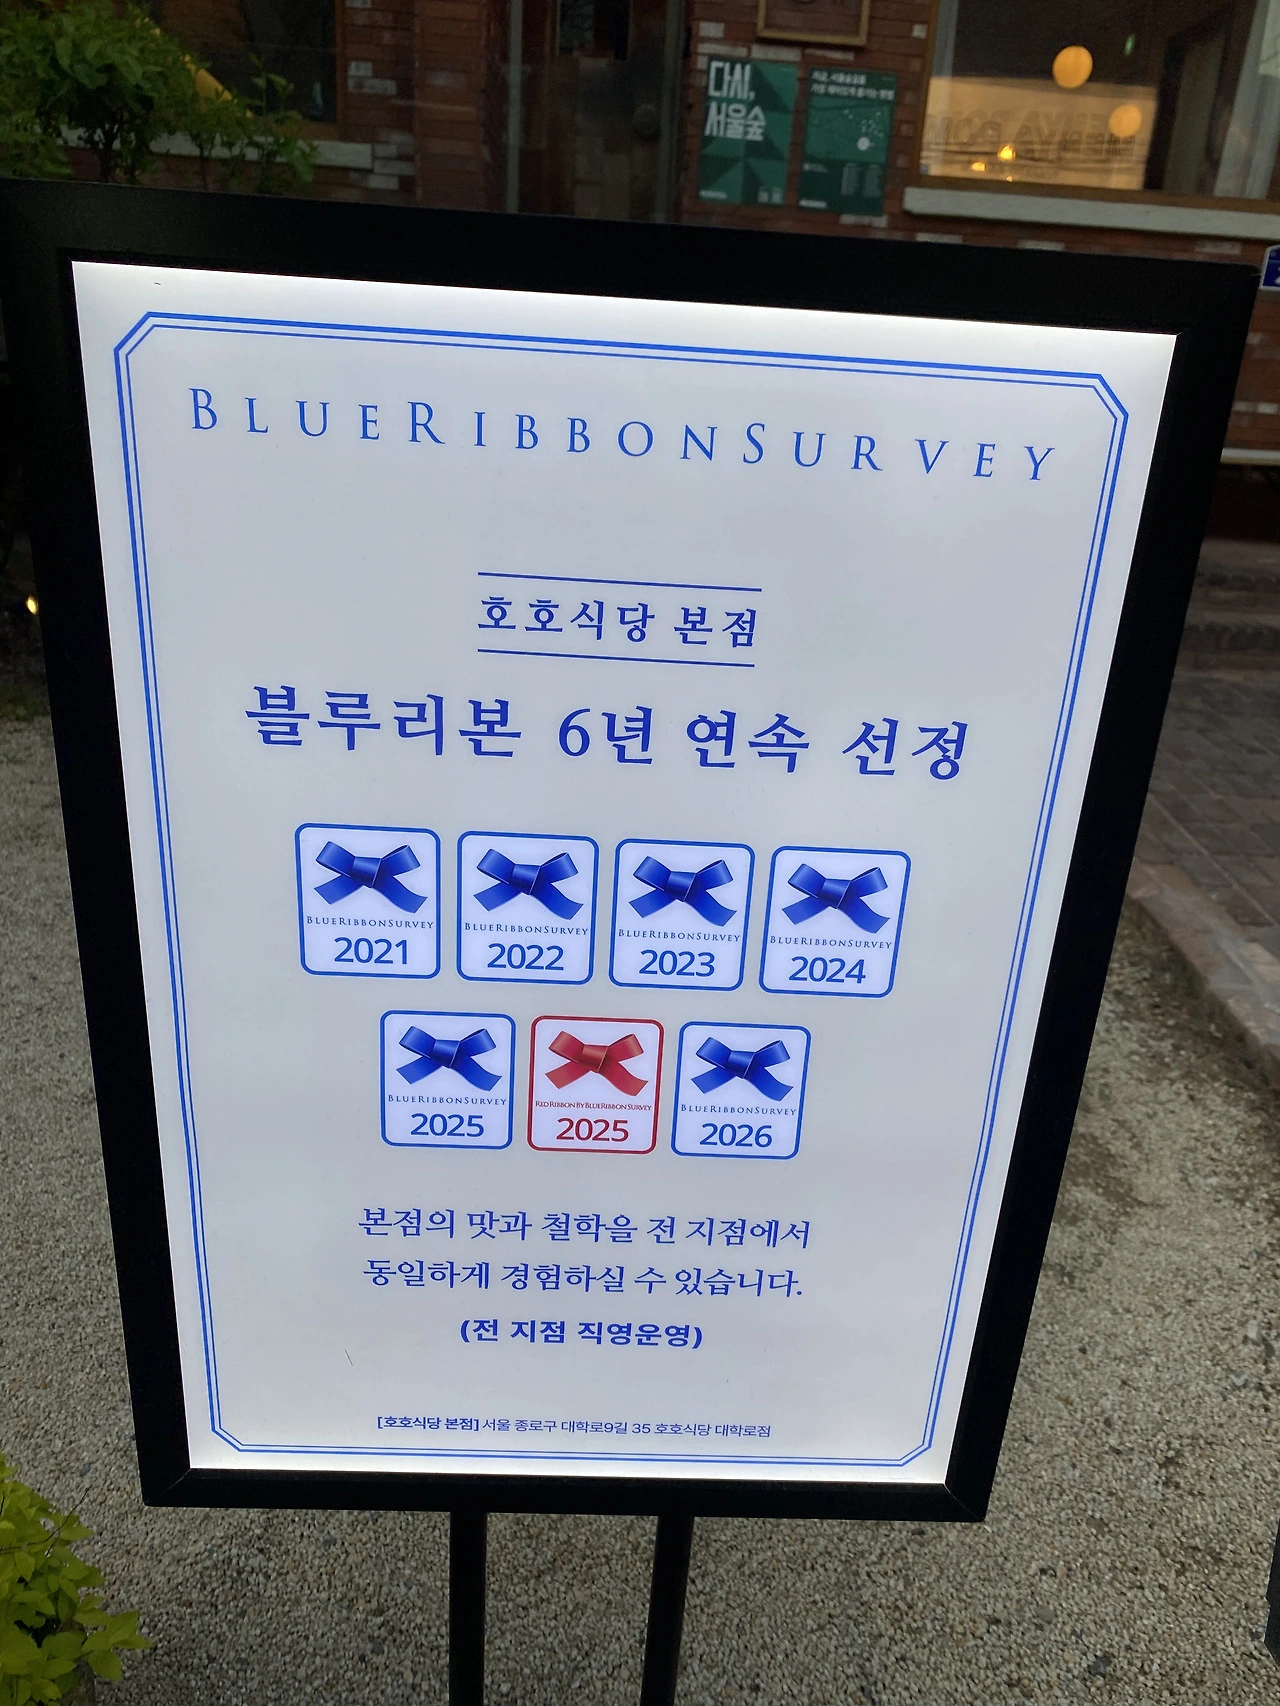 다시,
서울숲
BLUERIBBONSURVEY
호호식당 본점
블루리본 6년 연속 선정
BLUERIBBONSURVEY
2021
BLUERIBBONSURVEY
2022
BLUERIBBONSURVEY
2023
BLUERIBBONSURVEY
2024
BLUERIBBONSURVEY
2025
RED RIBBON BY BLUERIBBON SURVEY
2025
BLUERIBBONSURVEY
2026
본점의 맛과 철학을 전 지점에서
동일하게 경험하실 수 있습니다.
(전 지점 직영운영)
[호호식당 본점] 서울 종로구 대학로9길 35 호호식당 대학로점